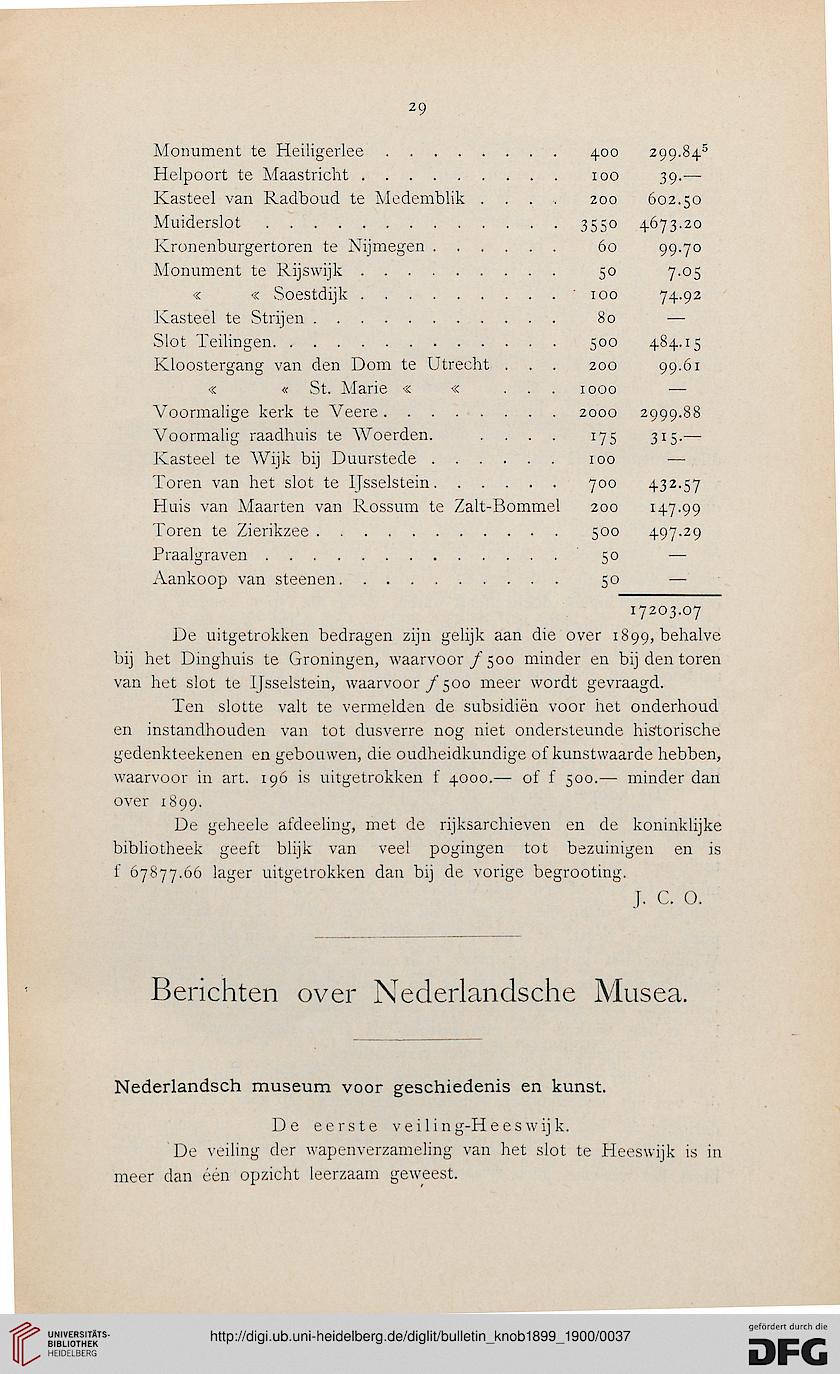 29
Monument te Heiligerlee . . . . . . . . 400 299.84⁵
Helpoort te Maastricht . . . . . . . . . 100 39.—
Kasteel van Radboud te Medemblik . . . . 200 602.50
Muiderslot . . . . . . . . . . . . . 3550 4673.20
Kronenburgertoren te Nijmegen . . . . . . 60 99.70
Monument te Rijswijk . . . . . . . . . 50 7.05
« « Soestdijk . . . . . . . . . 100 74.92
Kasteel te Strijen . . . . . . . . . . . 80 —
Slot Teilingen. . . . . . . . . . . . . 500 484.15
Kloostergang van den Dom te Utrecht . . . 200 99.61
« « St. Marie « « . . . 1000 —
Voormalige kerk te Veere . . . . . . . . 2000 2999.88
Voormalig raadhuis te Woerden. . . . . 175 315.—
Kasteel te Wijk bij Duurstede . . . . . . 100 —
Toren van het slot te IJsselstein. . . . . . 700 432.57
Huis van Maarten van Rossum te Zalt-Bommel 200 147.99
Toren te Zierikzee . . . . . . . . . . . 500 497.29
Praalgraven . . . . . . . . . . . . . 50 —
Aankoop van steenen. . . . . . . . . . 50 —
17203.07
De uitgetrokken bedragen zijn gelijk aan die over 1899, behalve
bij het Dinghuis te Groningen, waarvoor f 500 minder en bij den toren
van het slot te IJsselstein, waarvoor f 500 meer wordt gevraagd.
Ten slotte valt te vermelden de subsidiën voor het onderhoud
en instandhouden van tot dusverre nog niet ondersteunde historische
gedenkteekenen en gebouwen, die oudheidkundige of kunstwaarde hebben,
waarvoor in art. 196 is uitgetrokken f 4000.— of f 500.— minder dan
over 1899.
De geheele afdeeling, met de rijksarchieven en de koninklijke
bibliotheek geeft blijk van veel pogingen tot bezuinigen en is
f 67877.66 lager uitgetrokken dan bij de vorige begrooting.
J. C. O.
Berichten over Nederlandsche Musea.
Nederlandsch museum voor geschiedenis en kunst.
De eerste veiling-Heeswijk.
De veiling der wapenverzameling van het slot te Heeswijk is in
meer dan één opzicht leerzaam geweest.
UNIVERSITÄTS-
BIBLIOTHEK
HEIDELBERG
http://digi.ub.uni-heidelberg.de/diglit/bulletin_knob1899_1900/0037
gefördert durch die
DFG